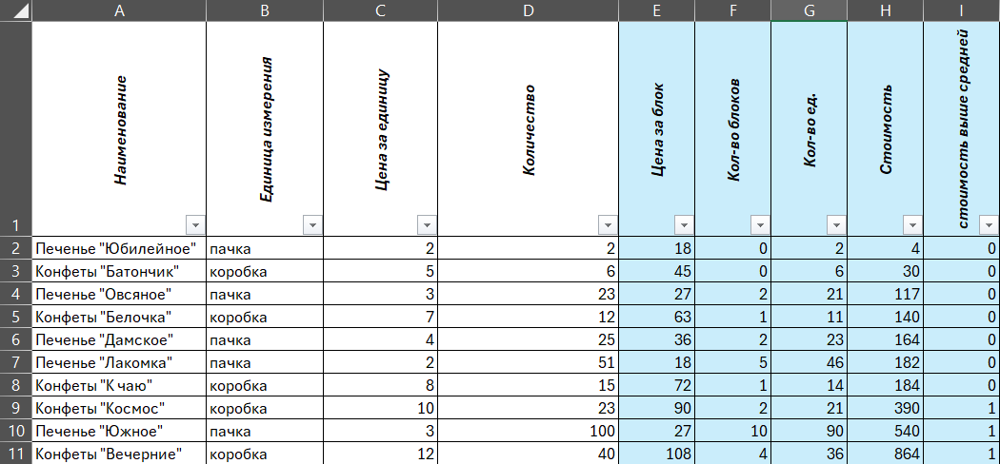 A B C D E F G H I
1 Наименование Единица измерения Цена за единицу Количество Цена за блок Кол-во блоков Кол-во ед. Стоимость стоимость выше средней
2 Печенье "Юбилейное" пачка 2 2 18 0 2 4 0
3 Конфеты "Батончик" коробка 5 6 45 0 6 30 0
4 Печенье "Овсяное" пачка 3 23 27 2 21 117 0
5 Конфеты "Белочка" коробка 7 12 63 1 11 140 0
6 Печенье "Дамское" пачка 4 25 36 2 23 164 0
7 Печенье "Лакомка" пачка 2 51 18 5 46 182 0
8 Конфеты "К чаю" коробка 8 15 72 1 14 184 0
9 Конфеты "Космос" коробка 10 23 90 2 21 390 1
10 Печенье "Южное" пачка 3 100 27 10 90 540 1
11 Конфеты "Вечерние" коробка 12 40 108 4 36 864 1